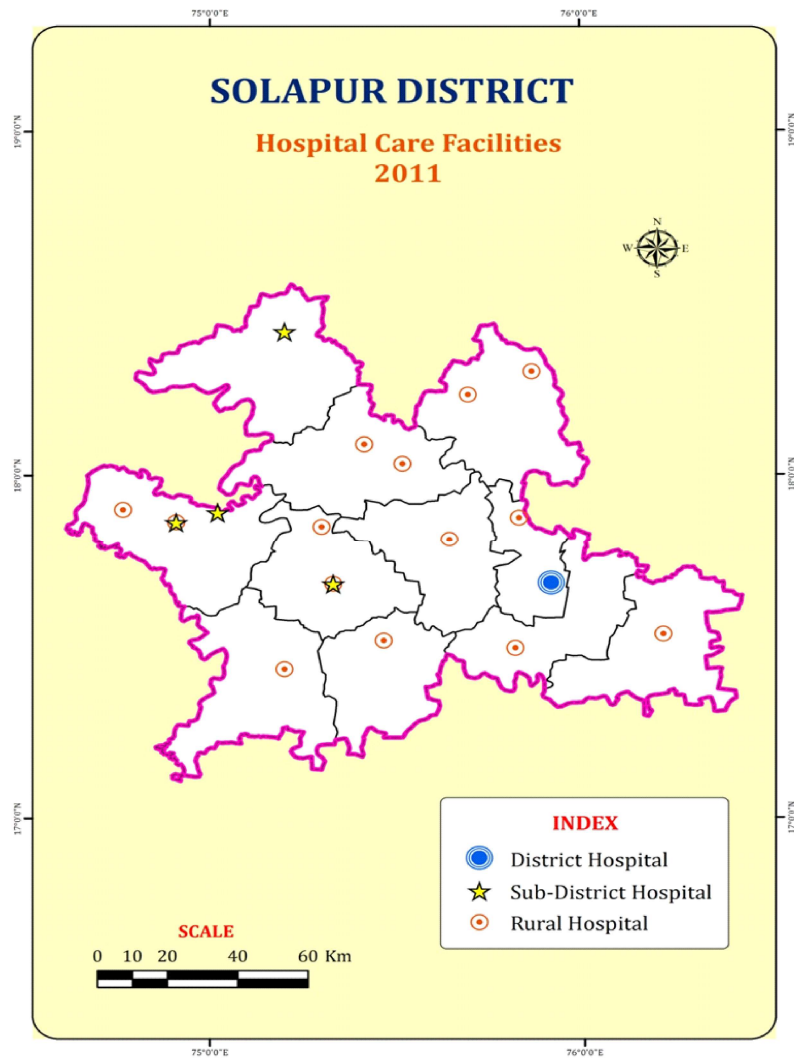 75°0'0"E 76°0'0"E
SOLAPUR DISTRICT
Hospital Care Facilities
2011
19°0'0"N 19°0'0"N
N
W E
S
18°0'0"N 18°0'0"N
17°0'0"N 17°0'0"N
INDEX
District Hospital
Sub-District Hospital
Rural Hospital
SCALE
0 10 20 40 60 Km
75°0'0"E 76°0'0"E